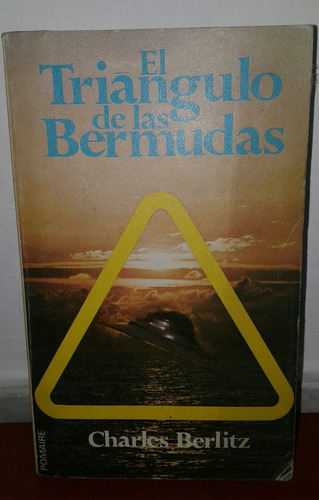 El
Triangulo
de las
Bermudas
Charles Berlitz
POMAIRE